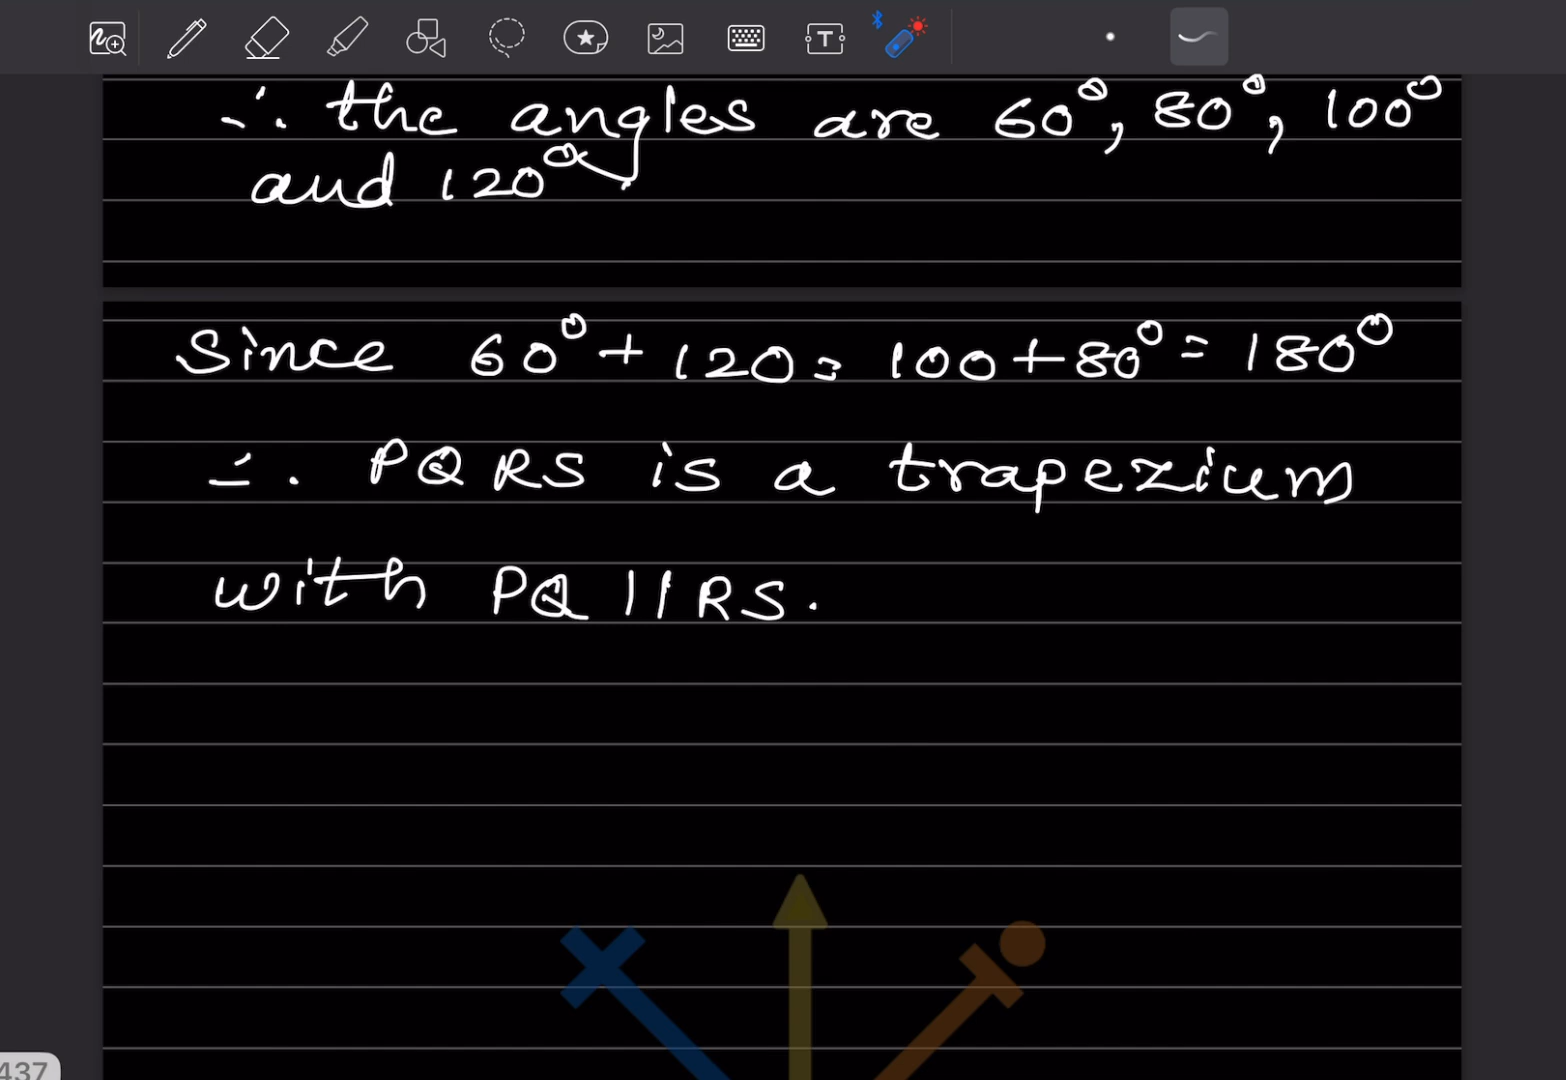 ∴ the angles are 60°, 80°, 100°
and 120°.
Since 60° + 120 = 100 + 80° = 180°
∴ PQRS is a trapezium
with PQ || RS.
437